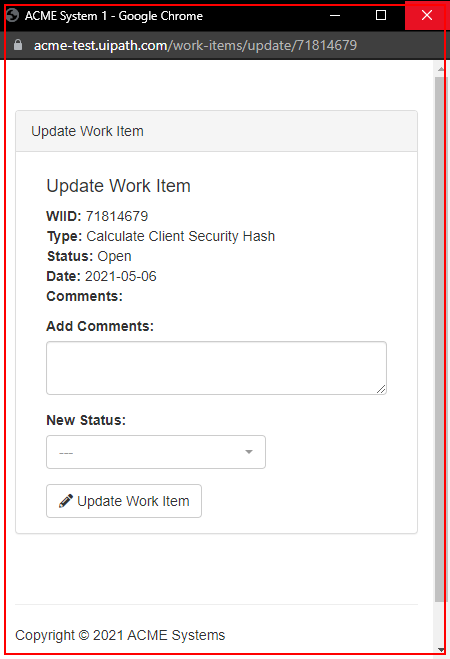 ACME System 1 - Google Chrome
acme-test.uipath.com/work-items/update/71814679
Update Work Item
Update Work Item
WIID: 71814679
Type: Calculate Client Security Hash
Status: Open
Date: 2021-05-06
Comments:
Add Comments:
New Status:
---
Update Work Item
Copyright © 2021 ACME Systems